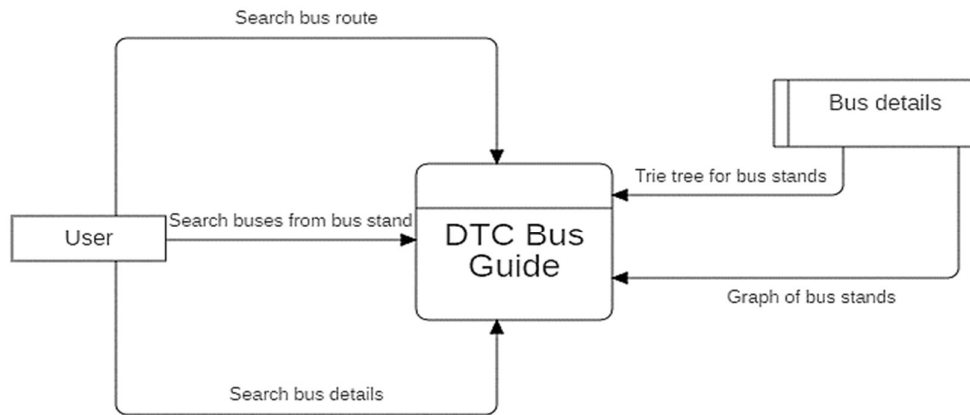 Search bus route
Bus details
Trie tree for bus stands
Search buses from bus stand
User
DTC Bus
Guide
Graph of bus stands
Search bus details